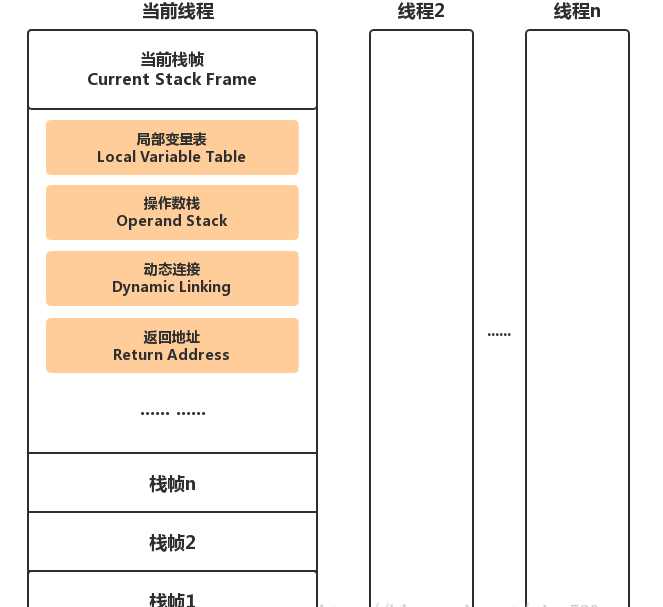 当前线程
线程2
线程n
当前栈帧
Current Stack Frame
局部变量表
Local Variable Table
操作数栈
Operand Stack
动态连接
Dynamic Linking
返回地址
Return Address
...... ......
......
栈帧n
栈帧2
栈帧1